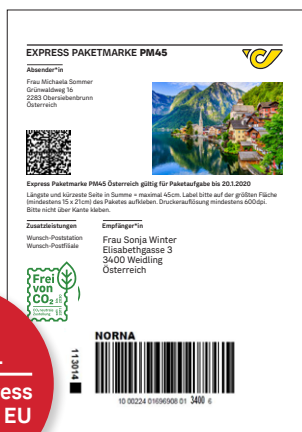 EXPRESS PAKETMARKE PM45
Absender*in
Frau Michaela Sommer
Grünwaldweg 16
2283 Obersiebenbrunn
Österreich
Express Paketmarke PM45 Österreich gültig für Paketaufgabe bis 20.1.2020
Längste und kürzeste Seite in Summe = maximal 45cm. Label bitte auf der größten Fläche
(mindestens 15 x 21cm) des Paketes aufkleben. Druckerauflösung mindestens 600dpi.
Bitte nicht über Kante kleben.
Zusatzleistungen
Wunsch-Poststation
Wunsch-Postfiliale
Empfänger*in
Frau Sonja Winter
Elisabethgasse 3
3400 Weidling
Österreich
Frei
von
CO2
ess
EU
113014
NORNA
10 00224 01696908 01 3400 6